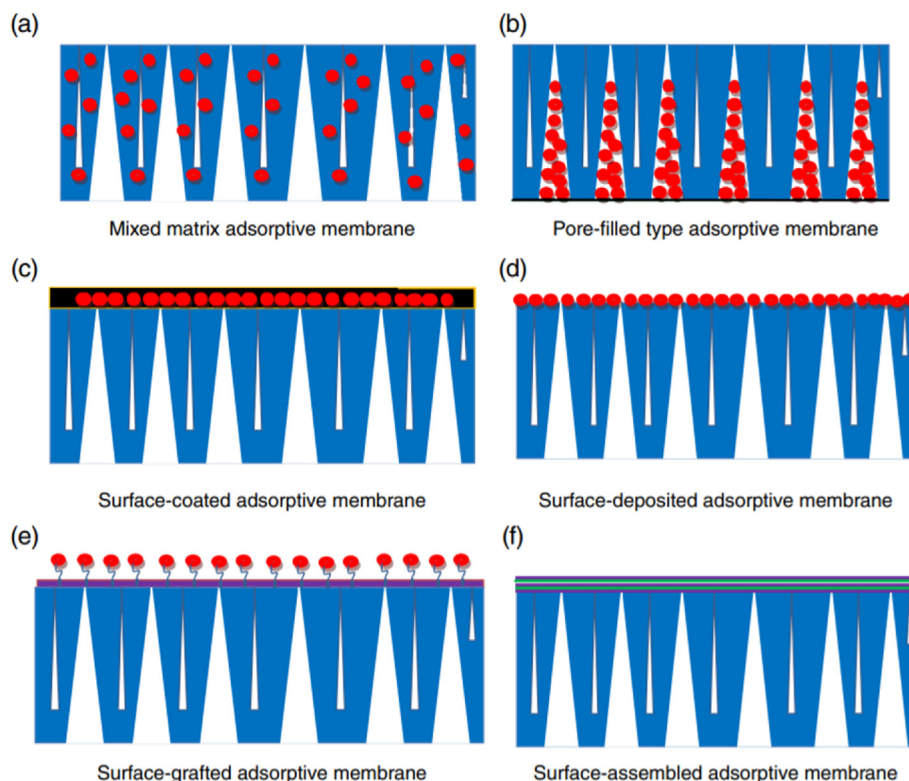 (a)
(b)
Mixed matrix adsorptive membrane
Pore-filled type adsorptive membrane
(c)
(d)
Surface-coated adsorptive membrane
Surface-deposited adsorptive membrane
(e)
(f)
Surface-grafted adsorptive membrane
Surface-assembled adsorptive membrane